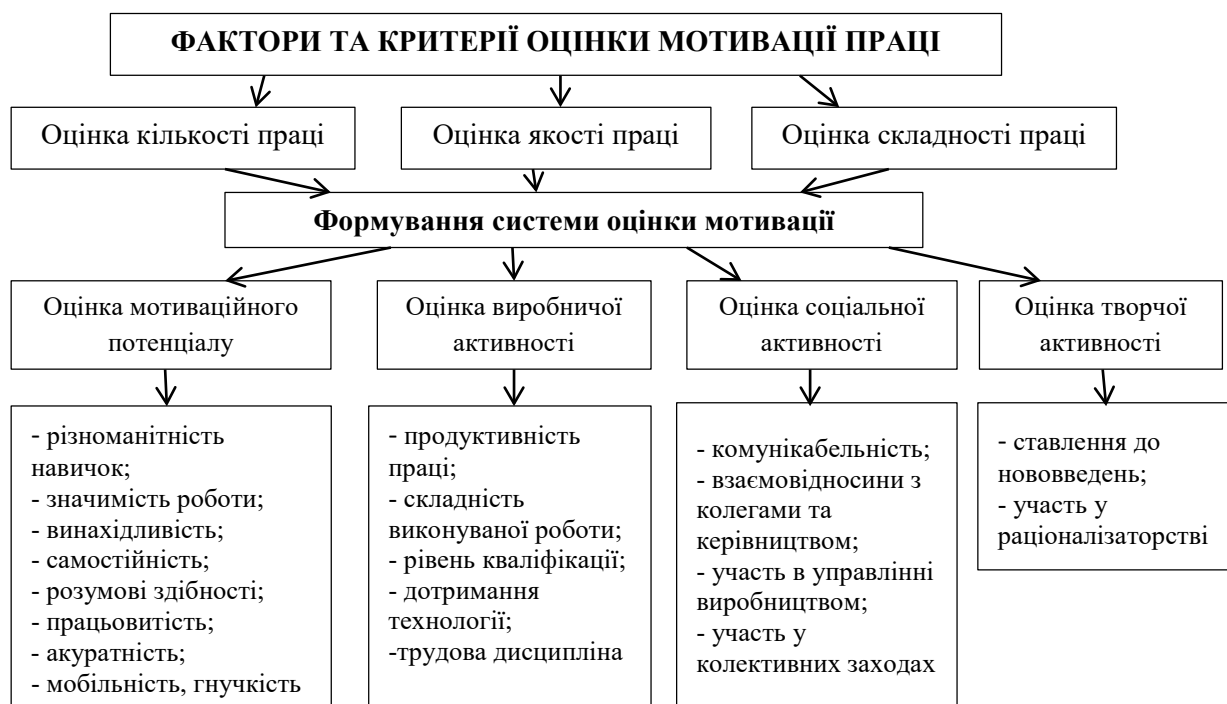 ФАКТОРИ ТА КРИТЕРІЇ ОЦІНКИ МОТИВАЦІЇ ПРАЦІ
Оцінка кількості праці
Оцінка якості праці
Оцінка складності праці
Формування системи оцінки мотивації
Оцінка мотиваційного
потенціалу
Оцінка виробничої
активності
Оцінка соціальної
активності
Оцінка творчої
активності
- різноманітність
навичок;
- значимість роботи;
- винахідливість;
- самостійність;
- розумові здібності;
- працьовитість;
- акуратність;
- мобільність, гнучкість
- продуктивність
праці;
- складність
виконуваної роботи;
- рівень кваліфікації;
- дотримання
технології;
-трудова дисципліна
- комунікабельність;
- взаємовідносини з
колегами та
керівництвом;
- участь в управлінні
виробництвом;
- участь у
колективних заходах
- ставлення до
нововведень;
- участь у
раціоналізаторстві